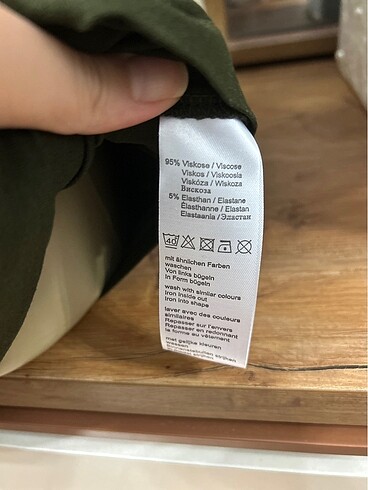 95% Viskose / Viscose
Viskos / Viskoosia
Viskóza / Wiskoza
Вискоза
5% Elasthan / Elastane
Élasthanne / Elastan
Elastaania / Эластан
40
mit ähnlichen Farben
waschen
Von links bügeln
In Form bügeln
wash with similar colours
Iron inside out
Iron into shape
laver avec des couleurs
similaires
Repasser sur l'envers
Repasser en redonnant
la forme au vêtement
met gelijke kleuren
wassen